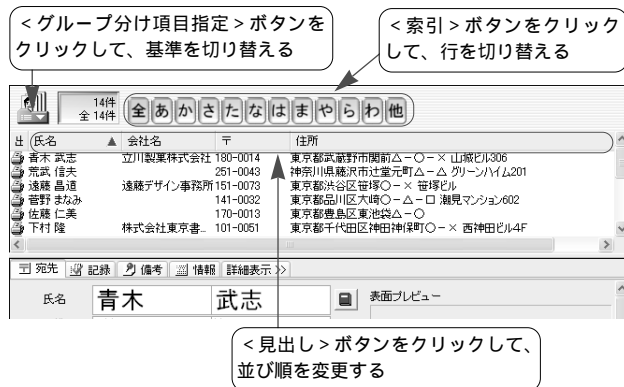 <グループ分け項目指定>ボタンを
クリックして、基準を切り替える
<索引>ボタンをクリック
して、行を切り替える
14件
全 14件
全 あ か さ た な は ま や ら わ 他
出 氏名 ▲ 会社名 〒 住所
青木 武志 立川製菓株式会社 180-0014 東京都武蔵野市関前△-○-× 山城ビル306
荒武 信夫 251-0043 神奈川県藤沢市辻堂元町△-△ グリーンハイム201
遠藤 昌道 遠藤デザイン事務所 151-0073 東京都渋谷区笹塚○-× 笹塚ビル
菅野 まなみ 141-0032 東京都品川区大崎○-△-□ 潮見マンション602
佐藤 仁美 170-0013 東京都豊島区東池袋△-○
下村 隆 株式会社東京書... 101-0051 東京都千代田区神田神保町○-× 西神田ビル4F
宛先 記録 備考 情報 詳細表示 >>
氏名 青木 武志 表面プレビュー
<見出し>ボタンをクリックして、
並び順を変更する